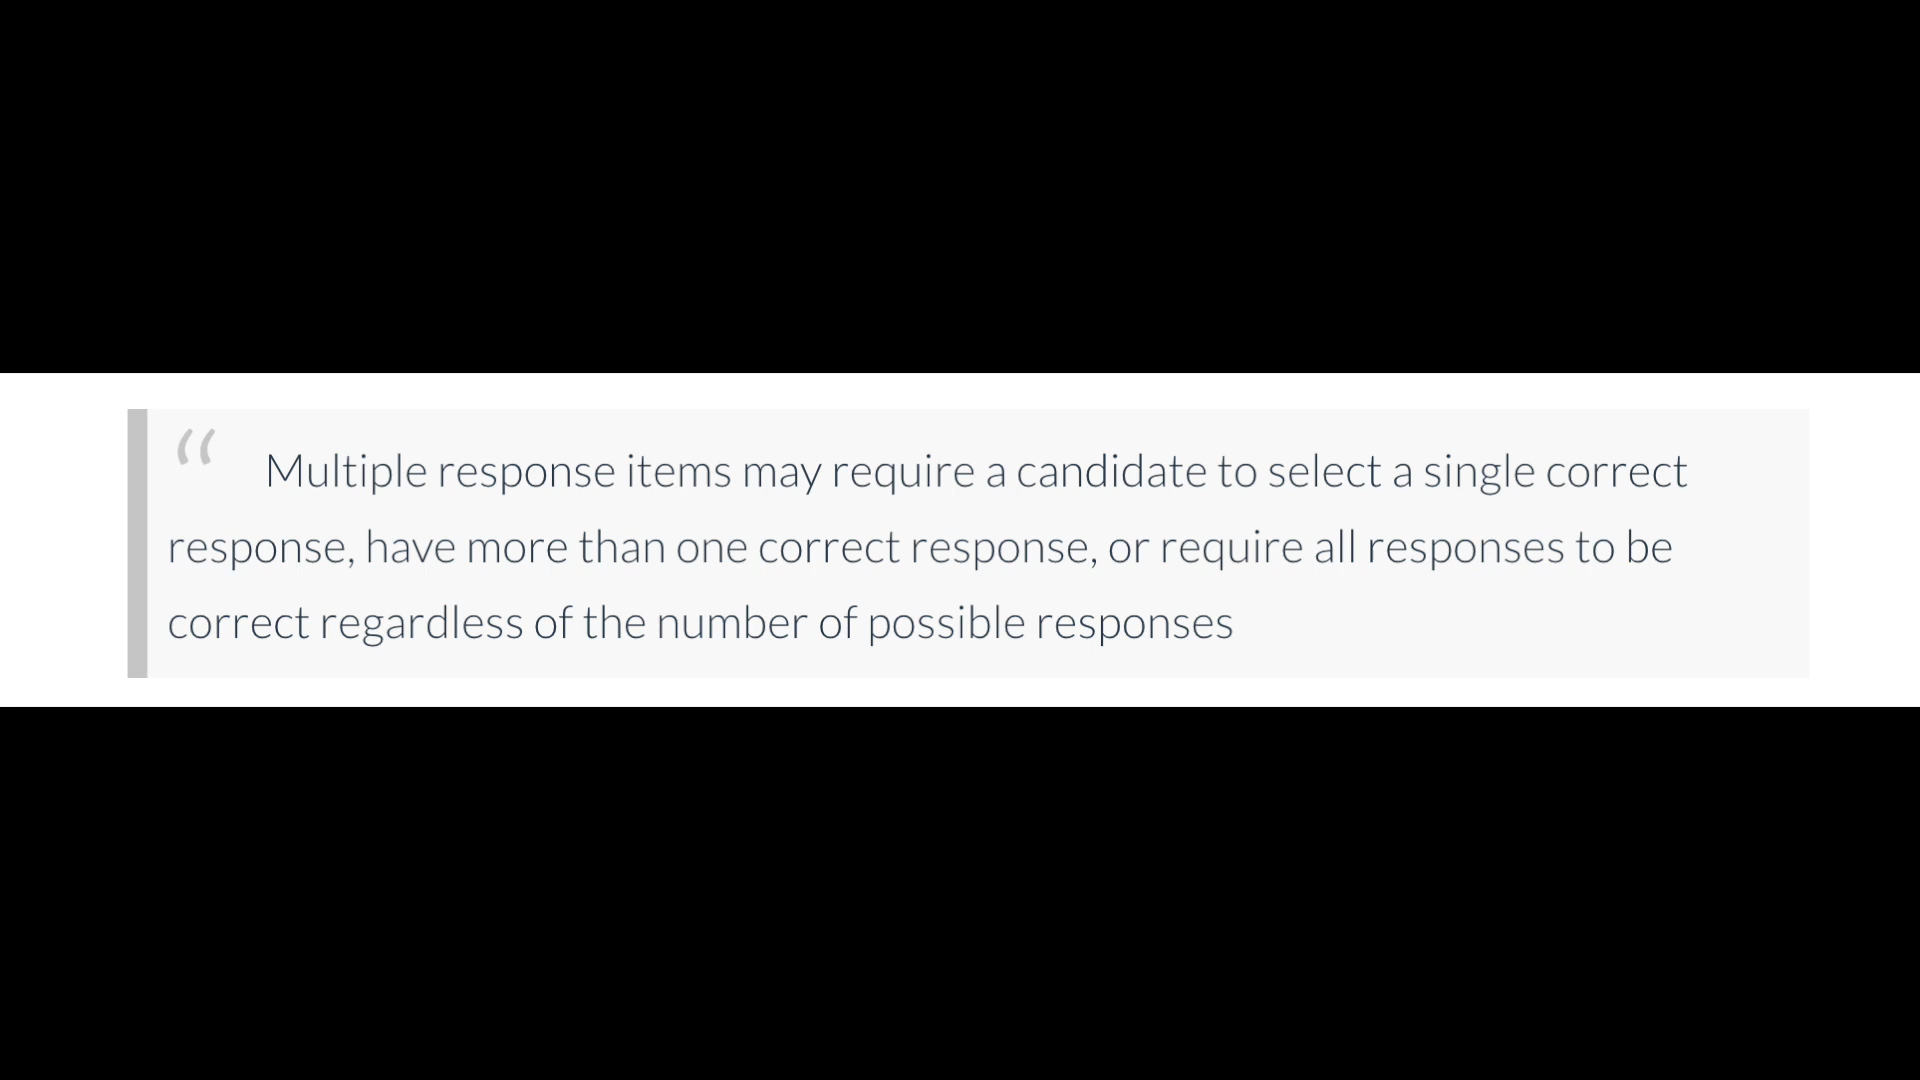 “ Multiple response items may require a candidate to select a single correct
response, have more than one correct response, or require all responses to be
correct regardless of the number of possible responses